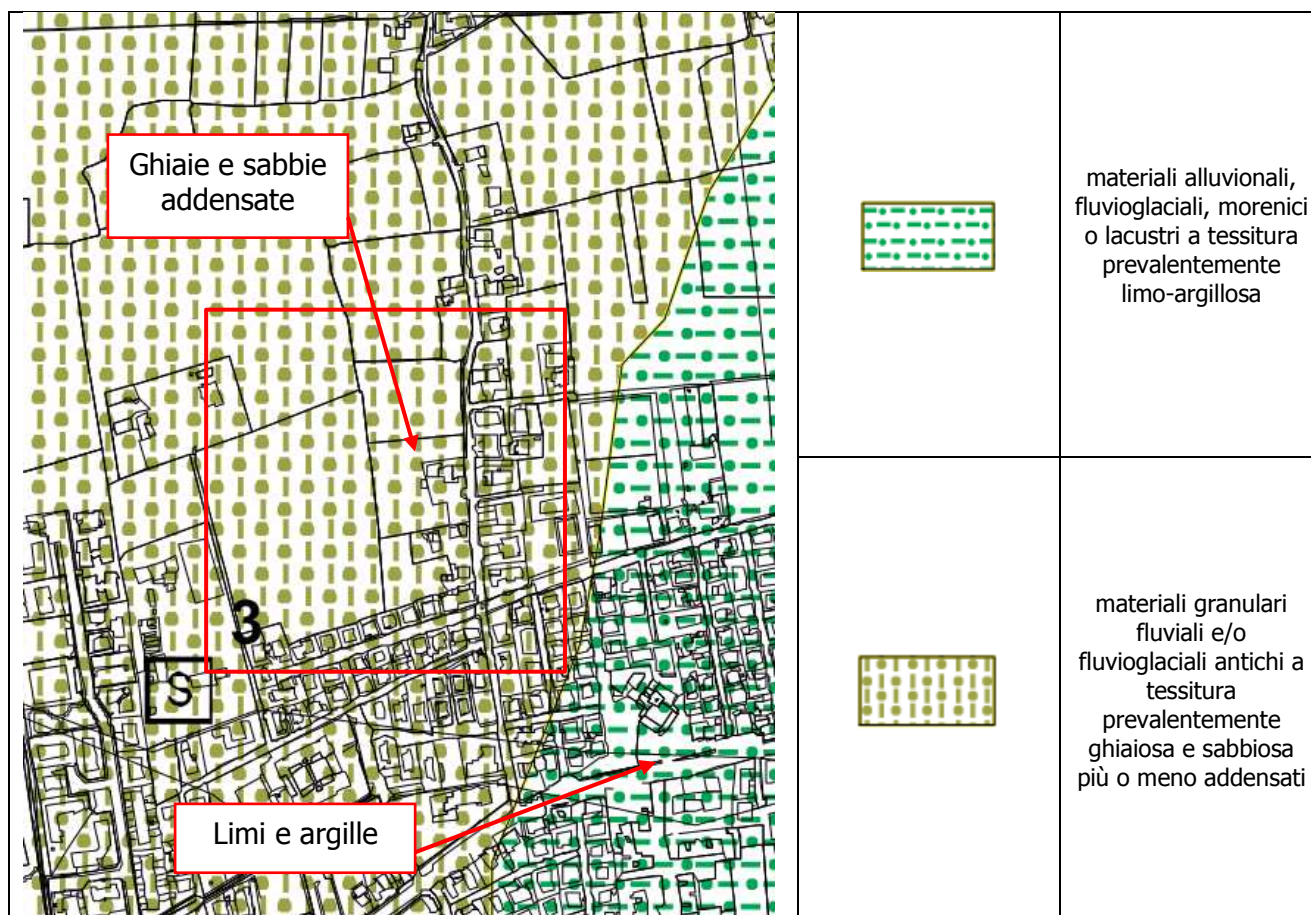 Ghiaie e sabbie
addensate
3
S
Limi e argille
materiali alluvionali,
fluvioglaciali, morenici
o lacustri a tessitura
prevalentemente
limo-argillosa
materiali granulari
fluviali e/o
fluvioglaciali antichi a
tessitura
prevalentemente
ghiaiosa e sabbiosa
più o meno addensati